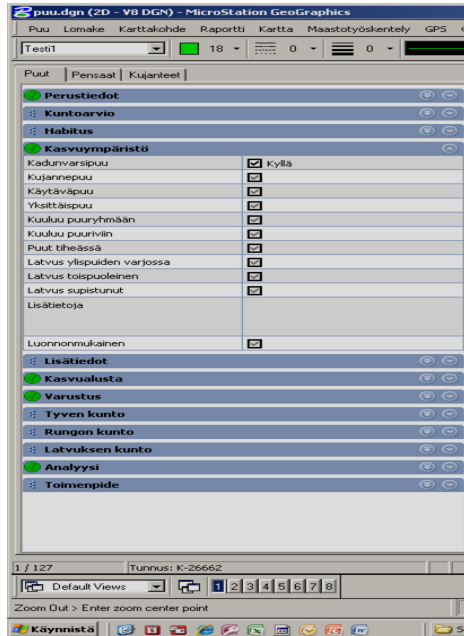 puu.dgn (2D - V8 DGN) - MicroStation GeoGraphics
Puu Lomake Karttakohde Raportti Kartta Maastotyöskentely GPS
Testi1 18 0 0
Puut Pensaat Kujanteet
Perustiedot
Kuntoarvio
Habitus
Kasvuympäristö
Kadunvarsipuu Kyllä
Kujannepuu
Käytäväpuu
Yksittäispuu
Kuuluu puuryhmään
Kuuluu puuriviin
Puut tiheässä
Latvus ylispuiden varjossa
Latvus toispuoleinen
Latvus supistunut
Lisätietoja
Luonnonmukainen
Lisätiedot
Kasvualusta
Varustus
Tyven kunto
Rungon kunto
Latvuksen kunto
Analyysi
Toimenpide
1 / 127 Tunnus: K-26662
Default Views 1 2 3 4 5 6 7 8
Zoom Out > Enter zoom center point
Käynnistä S